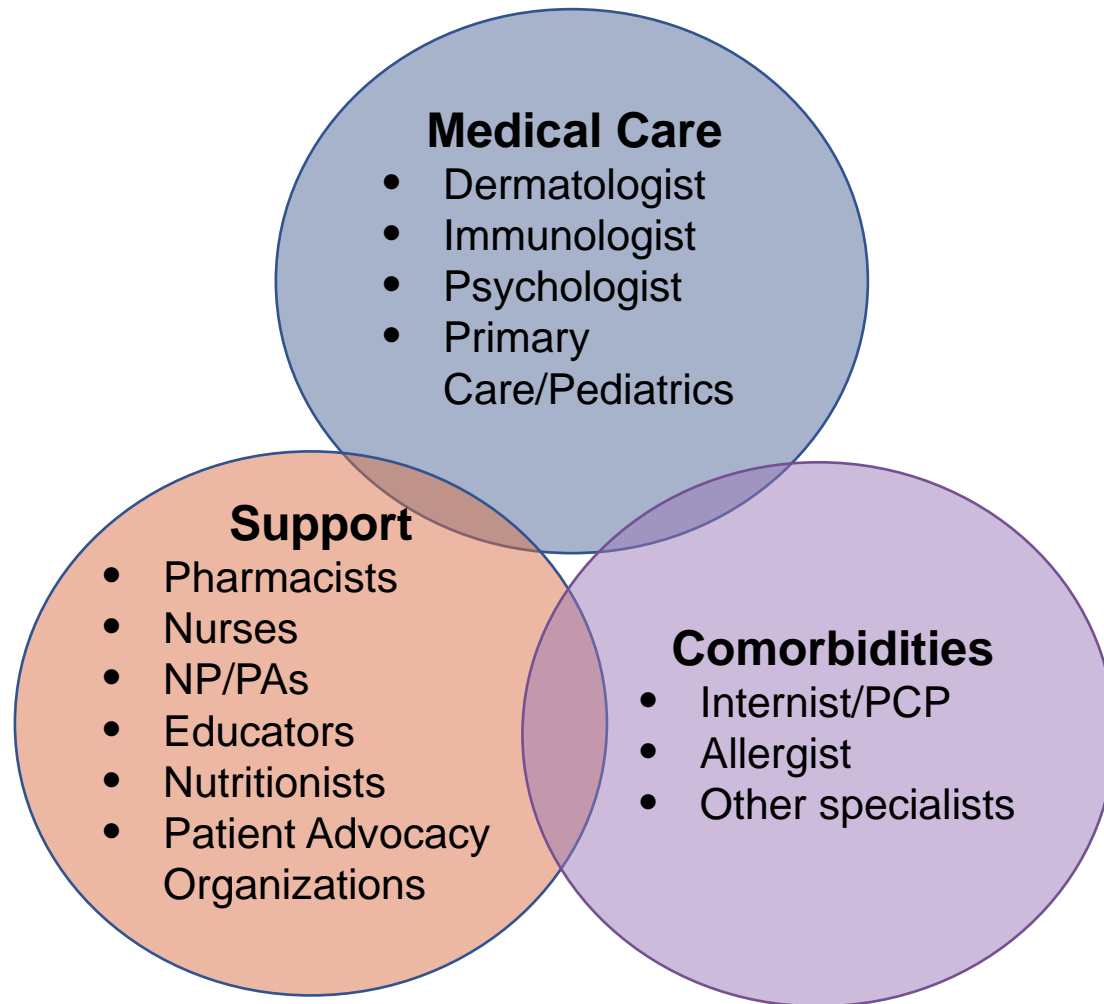 Medical Care
• Dermatologist
• Immunologist
• Psychologist
• Primary
Care/Pediatrics
Support
• Pharmacists
• Nurses
• NP/PAs
• Educators
• Nutritionists
• Patient Advocacy
Organizations
Comorbidities
• Internist/PCP
• Allergist
• Other specialists